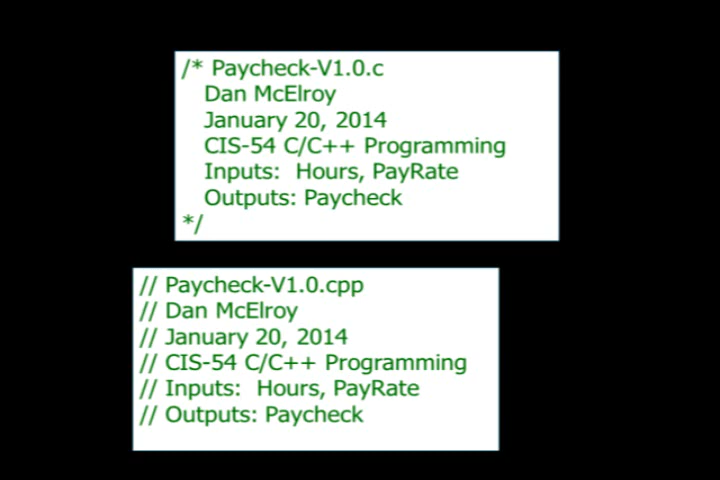 /* Paycheck-V1.0.c
Dan McElroy
January 20, 2014
CIS-54 C/C++ Programming
Inputs:  Hours, PayRate
Outputs: Paycheck
*/
// Paycheck-V1.0.cpp
// Dan McElroy
// January 20, 2014
// CIS-54 C/C++ Programming
// Inputs:  Hours, PayRate
// Outputs: Paycheck